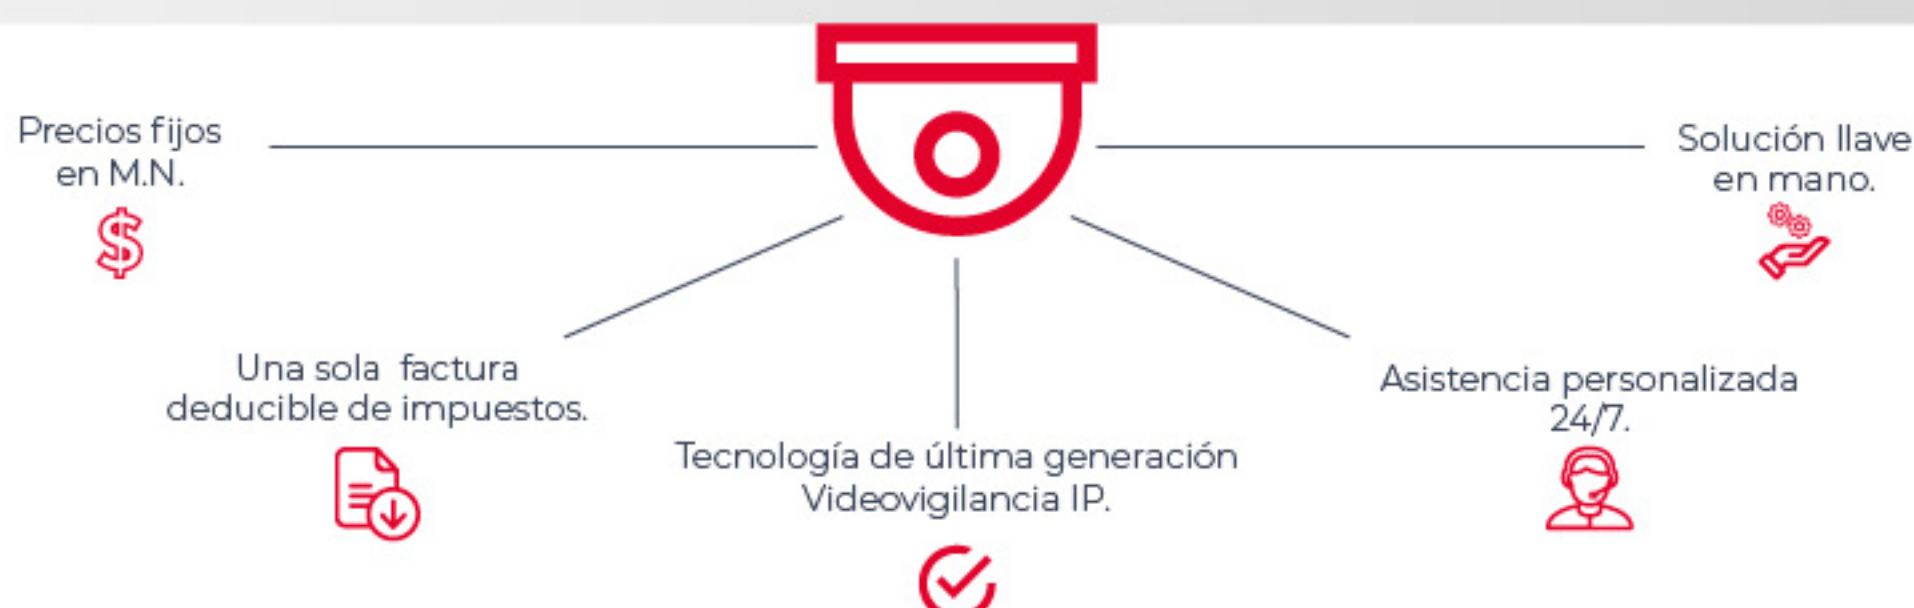 Precios fijos
en M.N.
Solución llave
en mano.
Una sola  factura
deducible de impuestos.
Asistencia personalizada
24/7.
Tecnología de última generación
Videovigilancia IP.